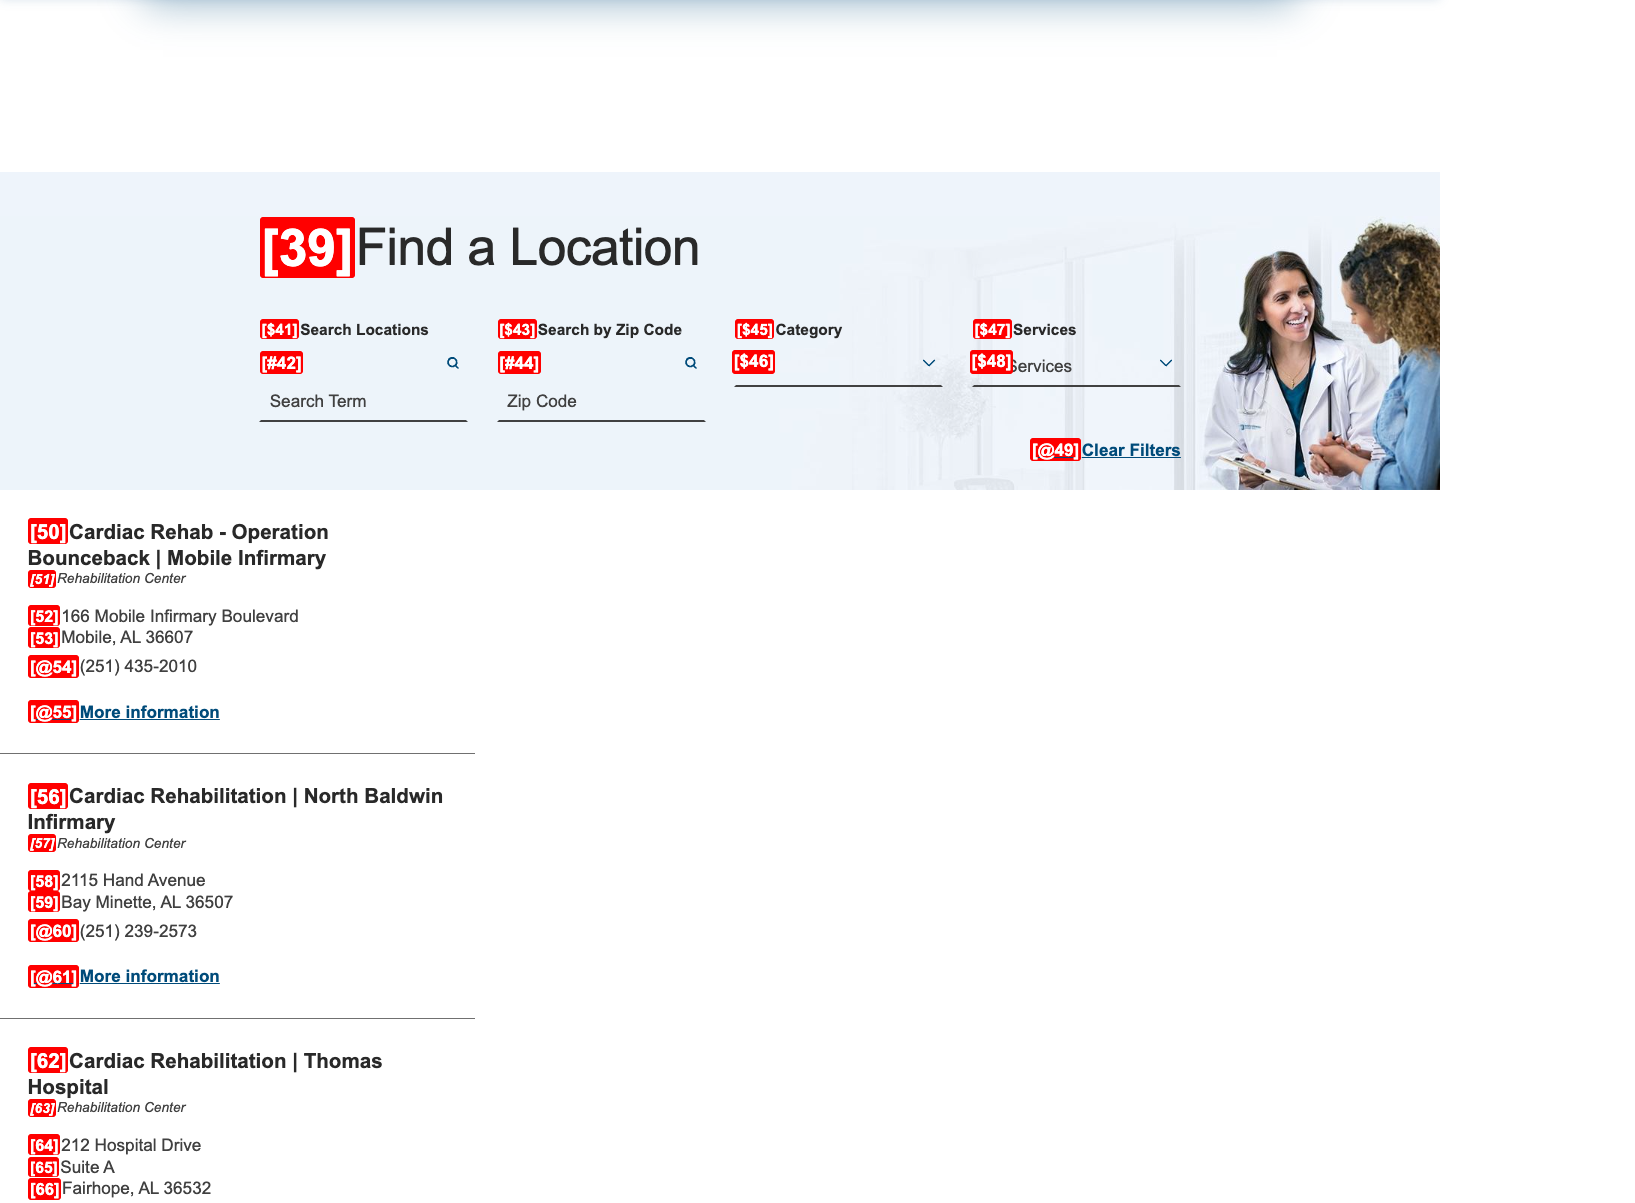 [39]Find a Location
[$41]Search Locations
[#42]
Search Term
[$43]Search by Zip Code
[#44]
Zip Code
[$45]Category
[$46]
[$47]Services
[$48]Services
[@49]Clear Filters
[50]Cardiac Rehab - Operation
Bounceback | Mobile Infirmary
[51]Rehabilitation Center
[52]166 Mobile Infirmary Boulevard
[53]Mobile, AL 36607
[@54](251) 435-2010
[@55]More information
[56]Cardiac Rehabilitation | North Baldwin
Infirmary
[57]Rehabilitation Center
[58]2115 Hand Avenue
[59]Bay Minette, AL 36507
[@60](251) 239-2573
[@61]More information
[62]Cardiac Rehabilitation | Thomas
Hospital
[63]Rehabilitation Center
[64]212 Hospital Drive
[65]Suite A
[66]Fairhope, AL 36532